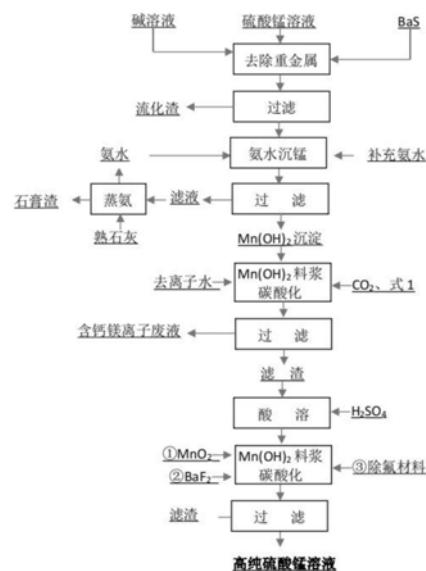 碱溶液
硫酸锰溶液
BaS
去除重金属
流化渣
过滤
氨水
氨水沉锰
补充氨水
石膏渣
蒸氨
滤液
过 滤
熟石灰
Mn(OH)₂ 沉淀
去离子水
Mn(OH)₂ 料浆
碳酸化
CO₂、式 1
含钙镁离子废液
过 滤
滤 渣
酸 溶
H₂SO₄
①MnO₂
②BaF₂
Mn(OH)₂ 料浆
碳酸化
③除氟材料
滤渣
过 滤
高纯硫酸锰溶液